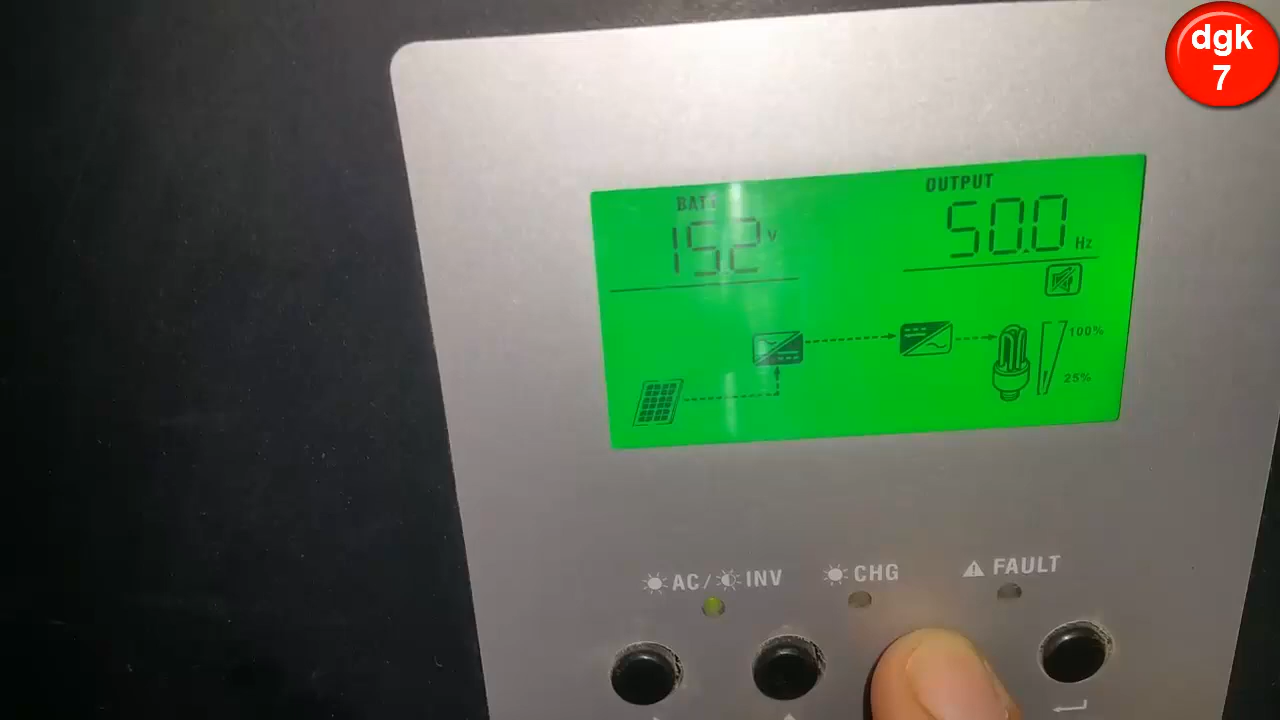 dgk
7
BATT
OUTPUT
15.2 V
50.0 Hz
100%
25%
AC / INV
CHG
FAULT